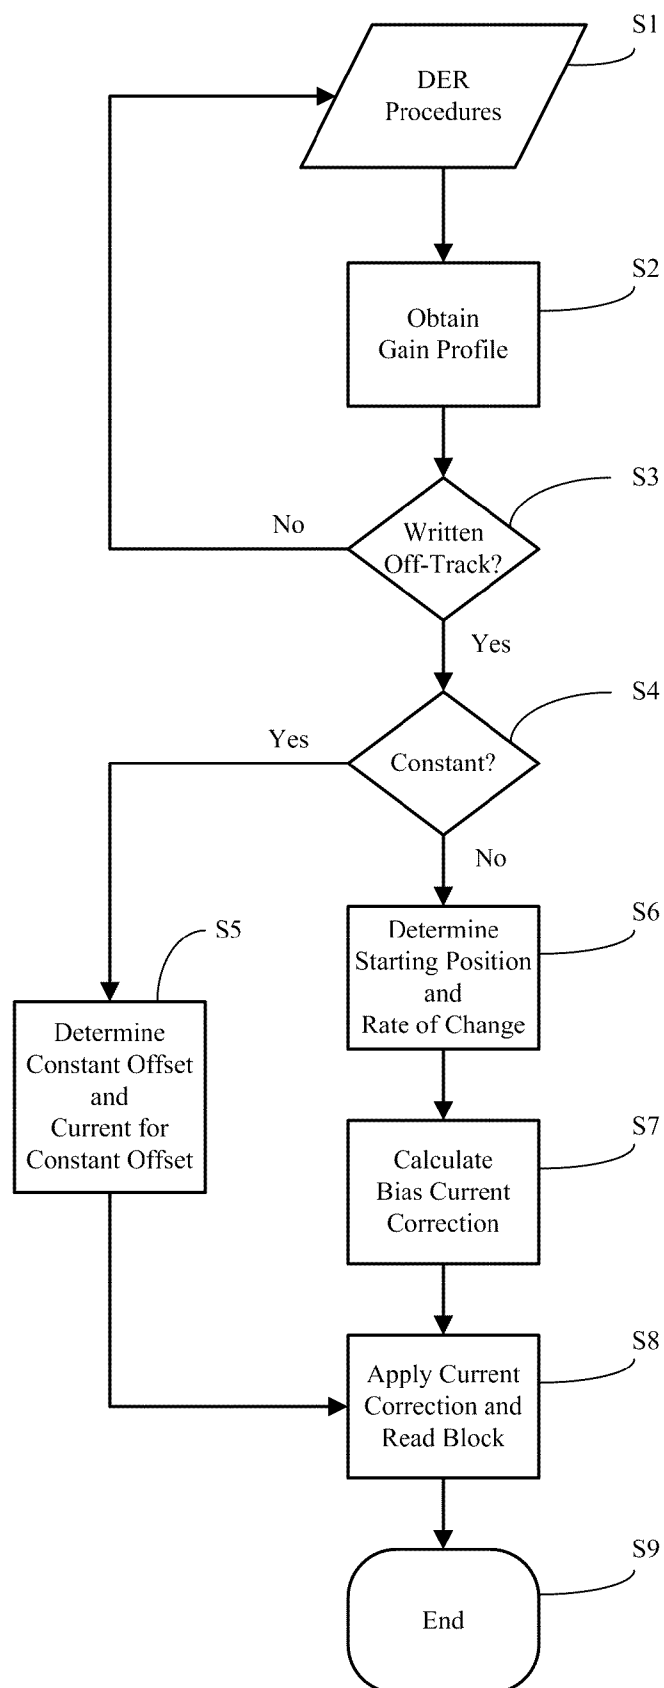 S1
DER
Procedures
S2
Obtain
Gain Profile
S3
Written
Off-Track?
No
Yes
S4
Constant?
Yes
No
S6
Determine
Starting Position
and
Rate of Change
S5
Determine
Constant Offset
and
Current for
Constant Offset
S7
Calculate
Bias Current
Correction
S8
Apply Current
Correction and
Read Block
S9
End